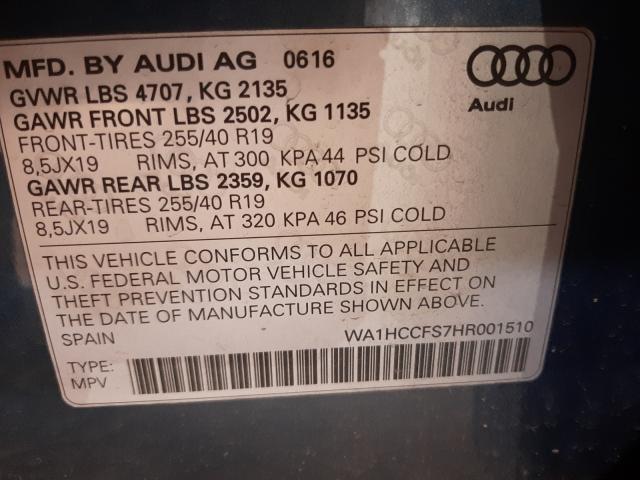 MFD. BY AUDI AG 0616
GVWR LBS 4707, KG 2135
GAWR FRONT LBS 2502, KG 1135
FRONT-TIRES 255/40 R19
8,5JX19 RIMS, AT 300 KPA 44 PSI COLD
GAWR REAR LBS 2359, KG 1070
REAR-TIRES 255/40 R19
8,5JX19 RIMS, AT 320 KPA 46 PSI COLD
Audi
THIS VEHICLE CONFORMS TO ALL APPLICABLE
U.S. FEDERAL MOTOR VEHICLE SAFETY AND
THEFT PREVENTION STANDARDS IN EFFECT ON
THE DATE OF MANUFACTURE SHOWN ABOVE.
SPAIN WA1HCCFS7HR001510
TYPE:
MPV